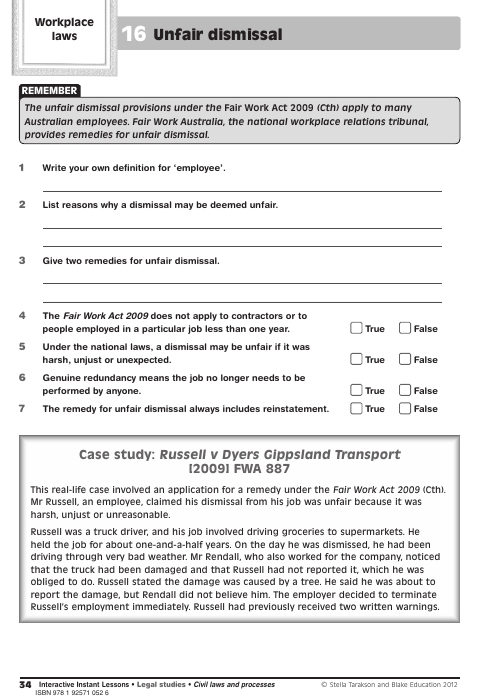 Workplace
laws
16 Unfair dismissal
REMEMBER
The unfair dismissal provisions under the Fair Work Act 2009 (Cth) apply to many
Australian employees. Fair Work Australia, the national workplace relations tribunal,
provides remedies for unfair dismissal.
1 Write your own definition for ‘employee’.
2 List reasons why a dismissal may be deemed unfair.
3 Give two remedies for unfair dismissal.
4 The Fair Work Act 2009 does not apply to contractors or to
people employed in a particular job less than one year. True False
5 Under the national laws, a dismissal may be unfair if it was
harsh, unjust or unexpected. True False
6 Genuine redundancy means the job no longer needs to be
performed by anyone. True False
7 The remedy for unfair dismissal always includes reinstatement. True False
Case study: Russell v Dyers Gippsland Transport
[2009] FWA 887
This real-life case involved an application for a remedy under the Fair Work Act 2009 (Cth).
Mr Russell, an employee, claimed his dismissal from his job was unfair because it was
harsh, unjust or unreasonable.
Russell was a truck driver, and his job involved driving groceries to supermarkets. He
held the job for about one-and-a-half years. On the day he was dismissed, he had been
driving through very bad weather. Mr Rendall, who also worked for the company, noticed
that the truck had been damaged and that Russell had not reported it, which he was
obliged to do. Russell stated the damage was caused by a tree. He said he was about to
report the damage, but Rendall did not believe him. The employer decided to terminate
Russell's employment immediately. Russell had previously received two written warnings.
34 Interactive Instant Lessons • Legal studies • Civil laws and processes © Stella Tarakson and Blake Education 2012
ISBN 978 1 92571 052 6